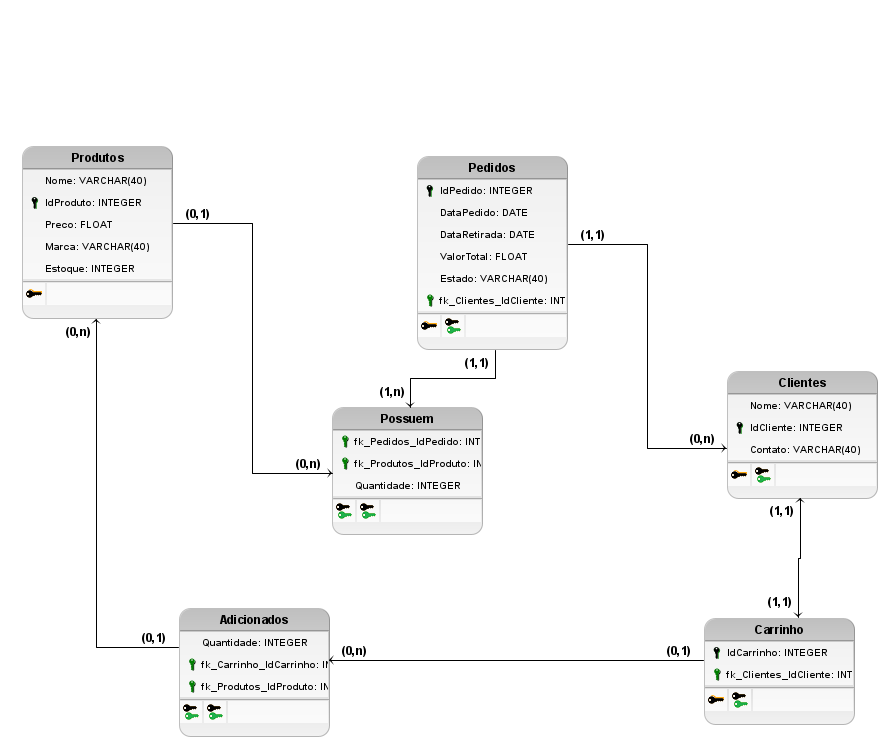 Produtos
Nome: VARCHAR(40)
IdProduto: INTEGER
Preco: FLOAT
Marca: VARCHAR(40)
Estoque: INTEGER
(0,1)
(0,n)
Pedidos
IdPedido: INTEGER
DataPedido: DATE
DataRetirada: DATE
ValorTotal: FLOAT
Estado: VARCHAR(40)
fk_Clientes_IdCliente: INT
(1,1)
(1,1)
(1,n)
(0,n)
(0,n)
Possuem
fk_Pedidos_IdPedido: INT
fk_Produtos_IdProduto: IN
Quantidade: INTEGER
Clientes
Nome: VARCHAR(40)
IdCliente: INTEGER
Contato: VARCHAR(40)
(1,1)
(1,1)
Adicionados
Quantidade: INTEGER
fk_Carrinho_IdCarrinho: IN
fk_Produtos_IdProduto: IN
(0,1)
(0,n)
(0,1)
Carrinho
IdCarrinho: INTEGER
fk_Clientes_IdCliente: INT